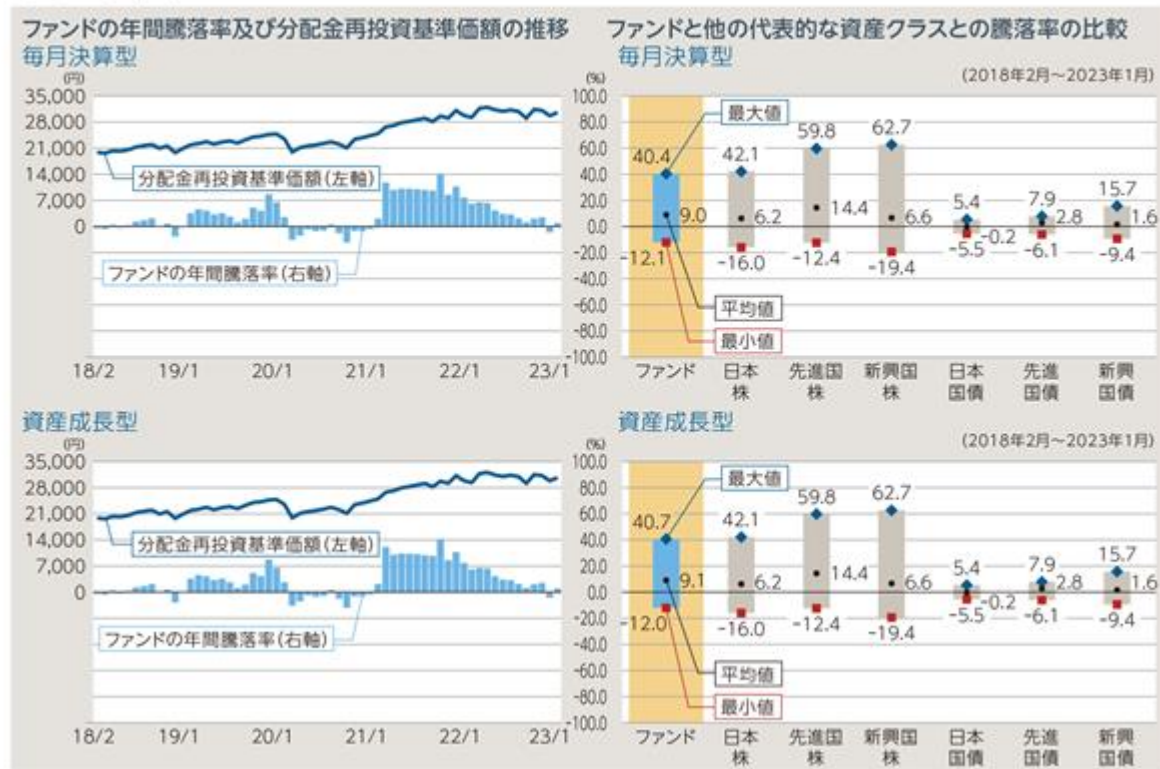 ファンドの年間騰落率及び分配金再投資基準価額の推移
毎月決算型
(円)
35,000
28,000
21,000
14,000
7,000
0
分配金再投資基準価額(左軸)
ファンドの年間騰落率(右軸)
18/2 19/1 20/1 21/1 22/1 23/1
ファンドと他の代表的な資産クラスとの騰落率の比較
毎月決算型
(2018年2月～2023年1月)
(%)
100.0
80.0
60.0
40.0
20.0
0.0
-20.0
-40.0
-60.0
-80.0
-100.0
最大値
40.4 42.1 59.8 62.7 5.4 7.9 15.7
9.0 6.2 14.4 6.6 -0.2 2.8 1.6
-12.1 -16.0 -12.4 -19.4 -5.5 -6.1 -9.4
平均値
最小値
ファンド 日本株 先進国株 新興国株 日本国債 先進国債 新興国債
資産成長型
(円)
35,000
28,000
21,000
14,000
7,000
0
分配金再投資基準価額(左軸)
ファンドの年間騰落率(右軸)
18/2 19/1 20/1 21/1 22/1 23/1
資産成長型
(2018年2月～2023年1月)
(%)
100.0
80.0
60.0
40.0
20.0
0.0
-20.0
-40.0
-60.0
-80.0
-100.0
最大値
40.7 42.1 59.8 62.7 5.4 7.9 15.7
9.1 6.2 14.4 6.6 -0.2 2.8 1.6
-12.0 -16.0 -12.4 -19.4 -5.5 -6.1 -9.4
平均値
最小値
ファンド 日本株 先進国株 新興国株 日本国債 先進国債 新興国債